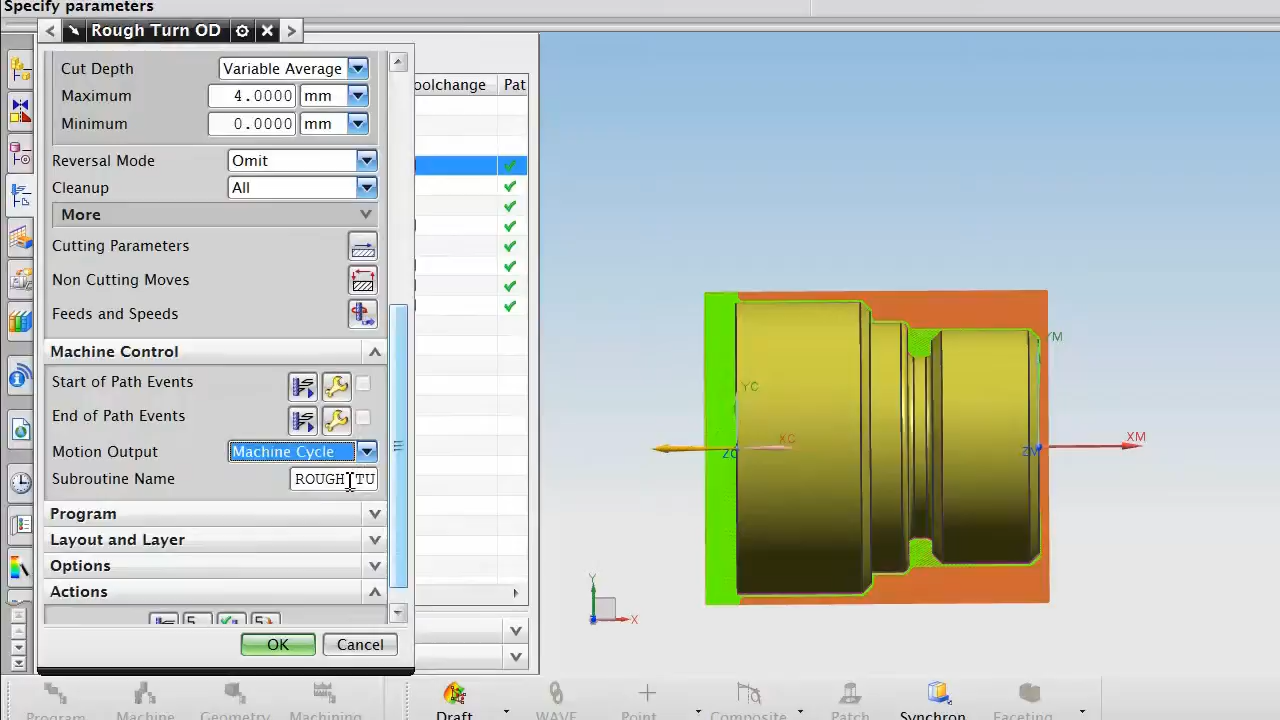 Specify parameters
Rough Turn OD
Cut Depth Variable Average
Maximum 4.0000 mm
Minimum 0.0000 mm
Reversal Mode Omit
Cleanup All
More
Cutting Parameters
Non Cutting Moves
Feeds and Speeds
Machine Control
Start of Path Events
End of Path Events
Motion Output Machine Cycle
Subroutine Name ROUGH TU
Program
Layout and Layer
Options
Actions
OK Cancel
oolchange Pat
YM
YC
XC
XM
ZC
Y
X
Program Machine Geometry Machining Draft WAVE Point Composite Patch Synchron Faceting